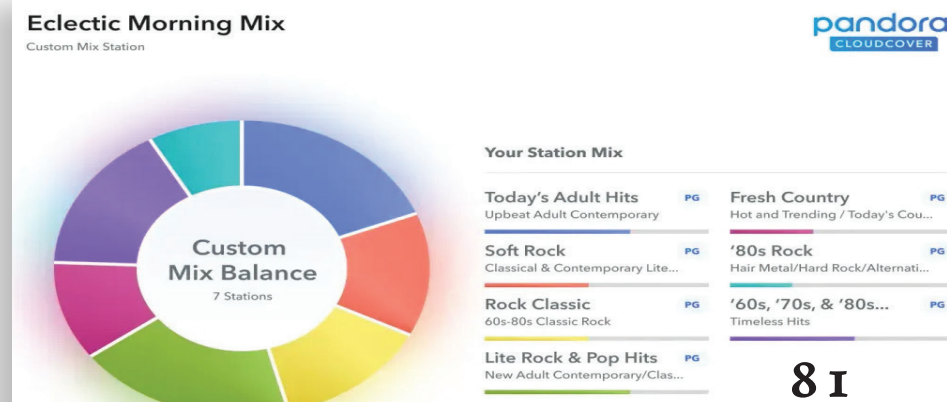 Eclectic Morning Mix
Custom Mix Station
pandora
CLOUDCOVER
Custom
Mix Balance
7 Stations
Your Station Mix
Today's Adult Hits PG
Upbeat Adult Contemporary
Soft Rock PG
Classical & Contemporary Lite...
Rock Classic PG
60s-80s Classic Rock
Lite Rock & Pop Hits PG
New Adult Contemporary/Clas...
Fresh Country PG
Hot and Trending / Today's Cou...
'80s Rock PG
Hair Metal/Hard Rock/Alternati...
'60s, '70s, & '80s... PG
Timeless Hits
81